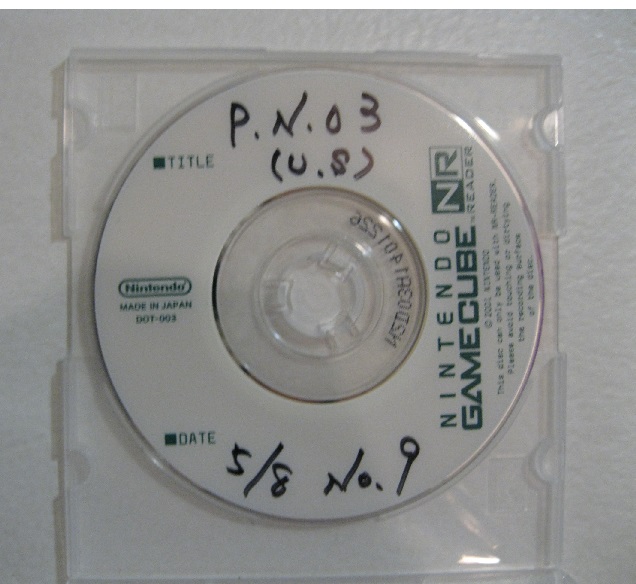 P.N.03
(U.S)
■TITLE
Nintendo
MADE IN JAPAN
DOT-003
■DATE
5/8 No.9
NINTENDO
GAMECUBE™
NR
READER
© 2001 NINTENDO
This disc can only be used with NR-READER.
Please avoid touching or dirtying
the recording surface
of the disc.